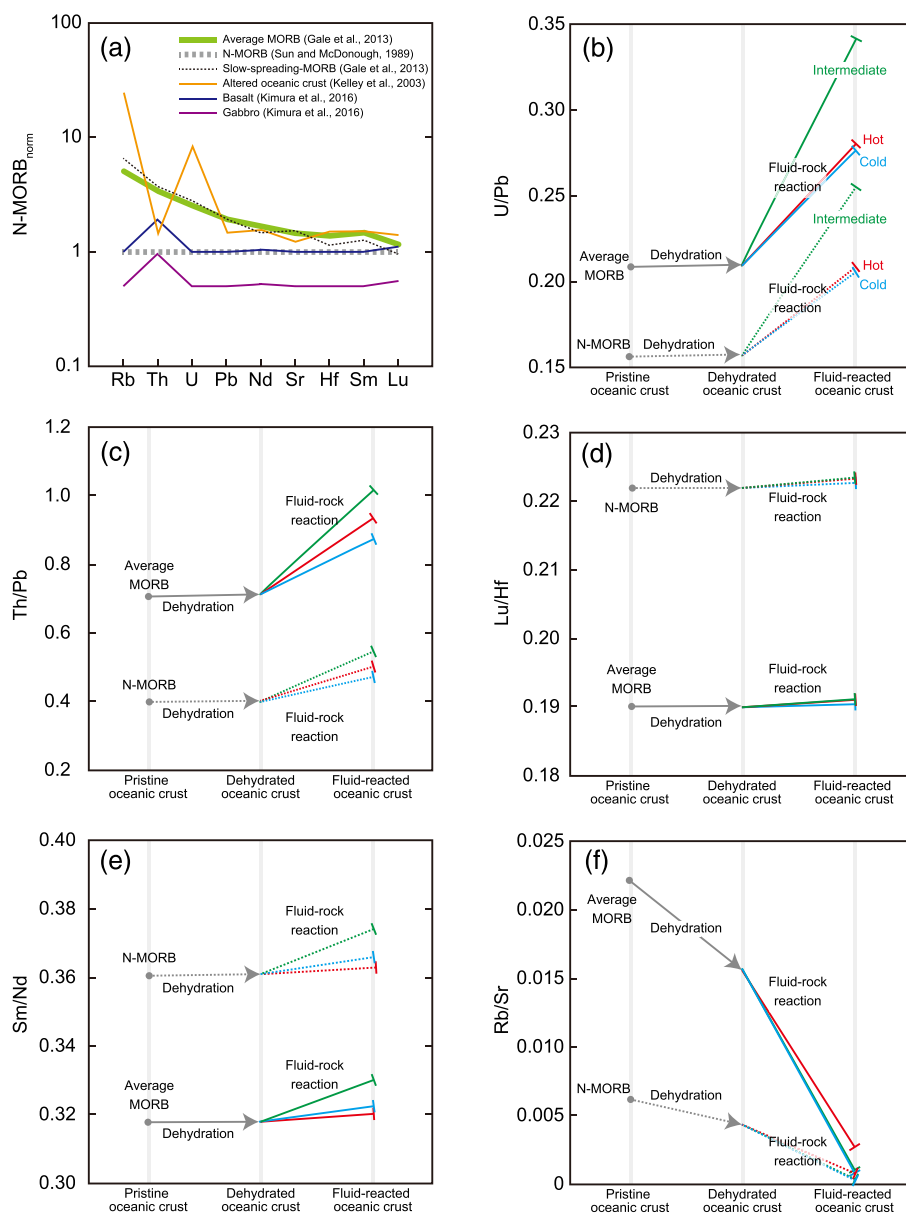 (a)
100
10
1
0.1
N-MORBnorm
Average MORB (Gale et al., 2013)
N-MORB (Sun and McDonough, 1989)
Slow-spreading-MORB (Gale et al., 2013)
Altered oceanic crust (Kelley et al., 2003)
Basalt (Kimura et al., 2016)
Gabbro (Kimura et al., 2016)
Rb Th U Pb Nd Sr Hf Sm Lu
(b)
0.35
0.30
0.25
0.20
0.15
U/Pb
Intermediate
Hot
Cold
Fluid-rock
reaction
Intermediate
Average
MORB
Dehydration
Hot
Cold
Fluid-rock
reaction
N-MORB
Dehydration
Pristine
oceanic crust
Dehydrated
oceanic crust
Fluid-reacted
oceanic crust
(c)
1.2
1.0
0.8
0.6
0.4
0.2
Th/Pb
Fluid-rock
reaction
Average
MORB
Dehydration
N-MORB
Dehydration
Fluid-rock
reaction
Pristine
oceanic crust
Dehydrated
oceanic crust
Fluid-reacted
oceanic crust
(d)
0.23
0.22
0.21
0.20
0.19
0.18
Lu/Hf
Dehydration
N-MORB
Fluid-rock
reaction
Average
MORB
Fluid-rock
reaction
Dehydration
Pristine
oceanic crust
Dehydrated
oceanic crust
Fluid-reacted
oceanic crust
(e)
0.40
0.38
0.36
0.34
0.32
0.30
Sm/Nd
Fluid-rock
reaction
N-MORB
Dehydration
Fluid-rock
reaction
Average
MORB
Dehydration
Pristine
oceanic crust
Dehydrated
oceanic crust
Fluid-reacted
oceanic crust
(f)
0.025
0.020
0.015
0.010
0.005
0
Rb/Sr
Average
MORB
Dehydration
Fluid-rock
reaction
N-MORB
Dehydration
Fluid-rock
reaction
Pristine
oceanic crust
Dehydrated
oceanic crust
Fluid-reacted
oceanic crust